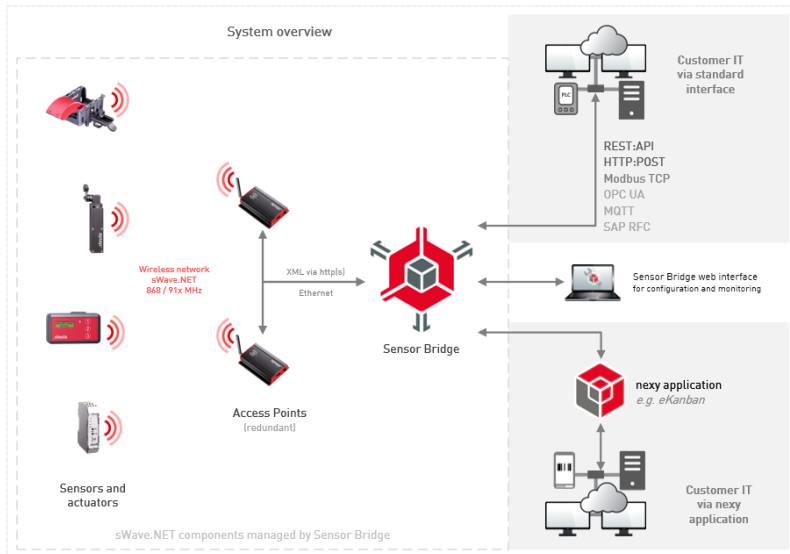 System overview
Customer IT
via standard
interface
PLC
REST:API
HTTP:POST
Modbus TCP
OPC UA
MQTT
SAP RFC
Wireless network
sWave.NET
868 / 91x MHz
XML via http(s)
Ethernet
Sensor Bridge
Sensor Bridge web interface
for configuration and monitoring
nexy application
e.g. eKanban
Access Points
(redundant)
Sensors and
actuators
Customer IT
via nexy
application
sWave.NET components managed by Sensor Bridge